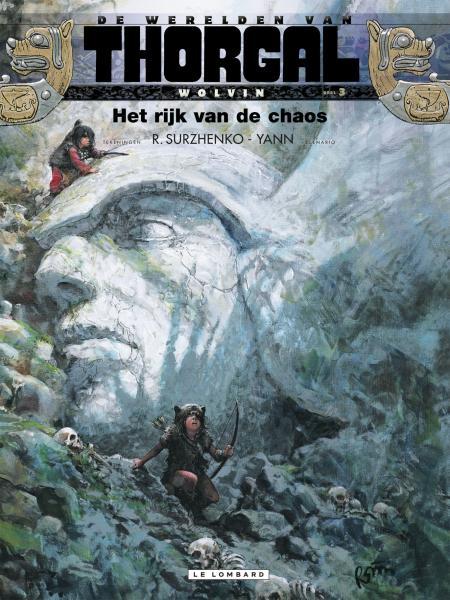 DE WERELDEN VAN
THORGAL
WOLVIN DEEL 3
Het rijk van de chaos
TEKENINGEN R. SURZHENKO - YANN SCENARIO
LE LOMBARD